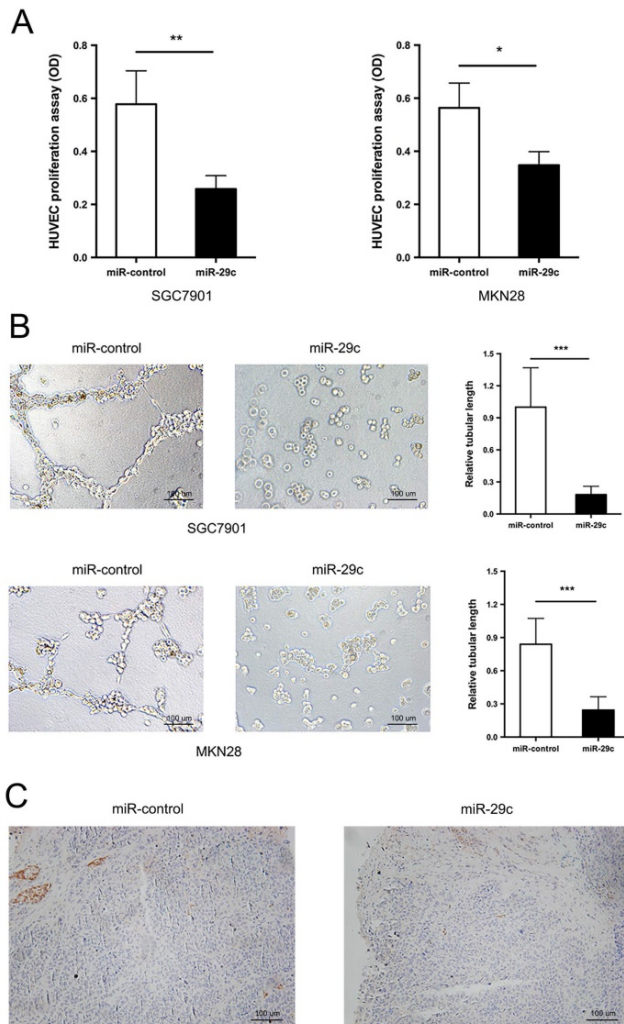 A
HUVEC proliferation assay (OD)
0.8
0.6
0.4
0.2
0.0
**
miR-control
miR-29c
SGC7901
HUVEC proliferation assay (OD)
0.8
0.6
0.4
0.2
0.0
*
miR-control
miR-29c
MKN28
B
miR-control
miR-29c
100 um
100 um
SGC7901
Relative tubular length
1.5
1.2
0.9
0.6
0.3
0.0
***
miR-control
miR-29c
miR-control
miR-29c
100 um
100 um
MKN28
Relative tubular length
1.5
1.2
0.9
0.6
0.3
0.0
***
miR-control
miR-29c
C
miR-control
miR-29c
100 um
100 um